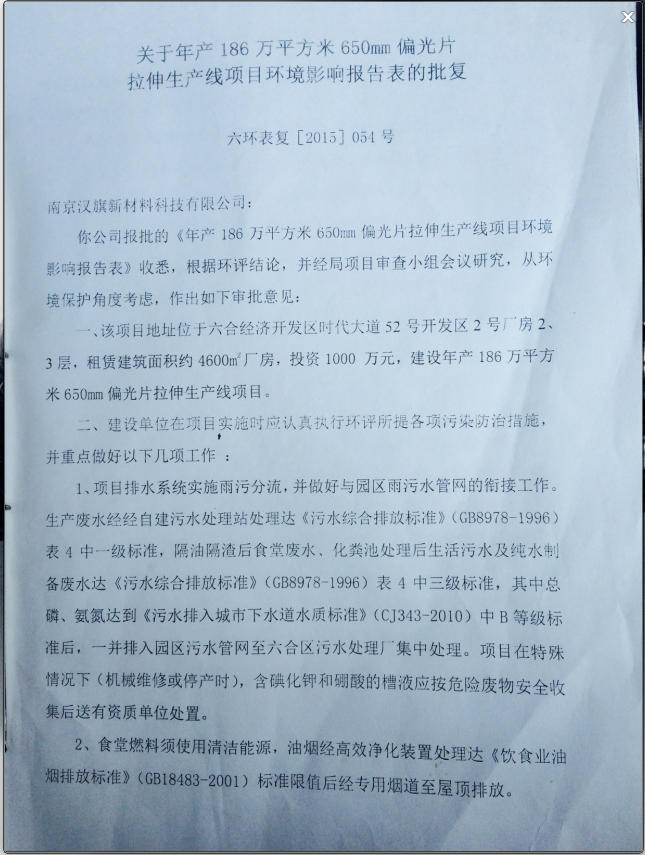 关于年产 186 万平方米 650mm 偏光片
拉伸生产线项目环境影响报告表的批复
六环表复［2015］054 号
南京汉旗新材料科技有限公司：
你公司报批的《年产 186 万平方米 650mm 偏光片拉伸生产线项目环境
影响报告表》收悉，根据环评结论，并经局项目审查小组会议研究，从环
境保护角度考虑，作出如下审批意见：
一、该项目地址位于六合经济开发区时代大道 52 号开发区 2 号厂房 2、
3 层，租赁建筑面积约 4600㎡厂房，投资 1000 万元，建设年产 186 万平方
米 650mm 偏光片拉伸生产线项目。
二、建设单位在项目实施时应认真执行环评所提各项污染防治措施，
并重点做好以下几项工作 ：
1、项目排水系统实施雨污分流，并做好与园区雨污水管网的衔接工作。
生产废水经经自建污水处理站处理达《污水综合排放标准》（GB8978-1996）
表 4 中一级标准，隔油隔渣后食堂废水、化粪池处理后生活污水及纯水制
备废水达《污水综合排放标准》（GB8978-1996）表 4 中三级标准，其中总
磷、氨氮达到《污水排入城市下水道水质标准》（CJ343-2010）中 B 等级标
准后，一并排入园区污水管网至六合区污水处理厂集中处理。项目在特殊
情况下（机械维修或停产时），含碘化钾和硼酸的槽液应按危险废物安全收
集后送有资质单位处置。
2、食堂燃料须使用清洁能源，油烟经高效净化装置处理达《饮食业油
烟排放标准》（GB18483-2001）标准限值后经专用烟道至屋顶排放。